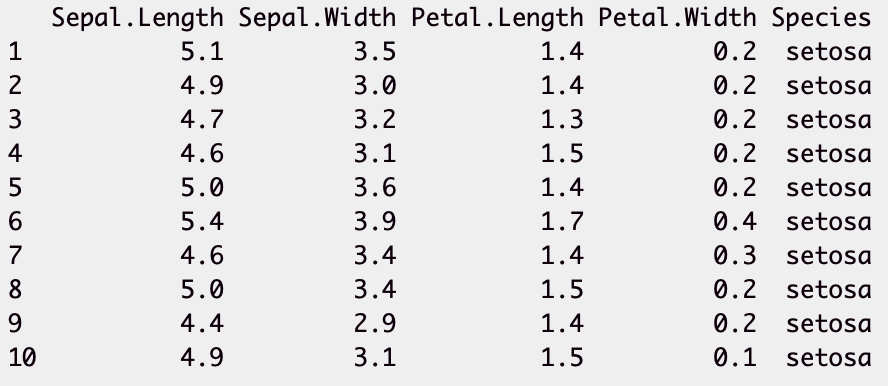 Sepal.Length Sepal.Width Petal.Length Petal.Width Species
1 5.1 3.5 1.4 0.2 setosa
2 4.9 3.0 1.4 0.2 setosa
3 4.7 3.2 1.3 0.2 setosa
4 4.6 3.1 1.5 0.2 setosa
5 5.0 3.6 1.4 0.2 setosa
6 5.4 3.9 1.7 0.4 setosa
7 4.6 3.4 1.4 0.3 setosa
8 5.0 3.4 1.5 0.2 setosa
9 4.4 2.9 1.4 0.2 setosa
10 4.9 3.1 1.5 0.1 setosa